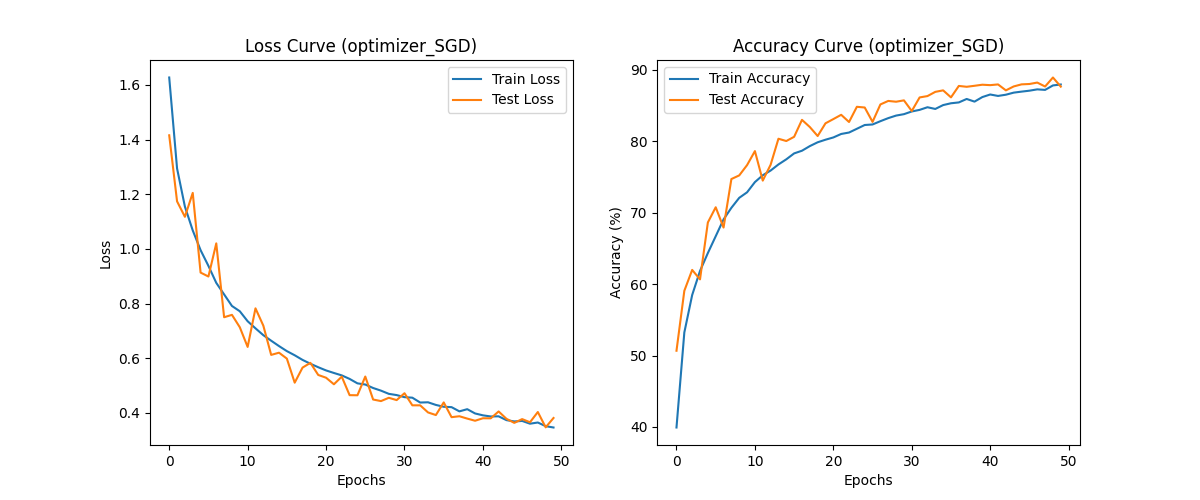 Loss Curve (optimizer_SGD)
Train Loss
Test Loss
Loss
1.6
1.4
1.2
1.0
0.8
0.6
0.4
0 10 20 30 40 50
Epochs
Accuracy Curve (optimizer_SGD)
Train Accuracy
Test Accuracy
Accuracy (%)
90
80
70
60
50
40
0 10 20 30 40 50
Epochs